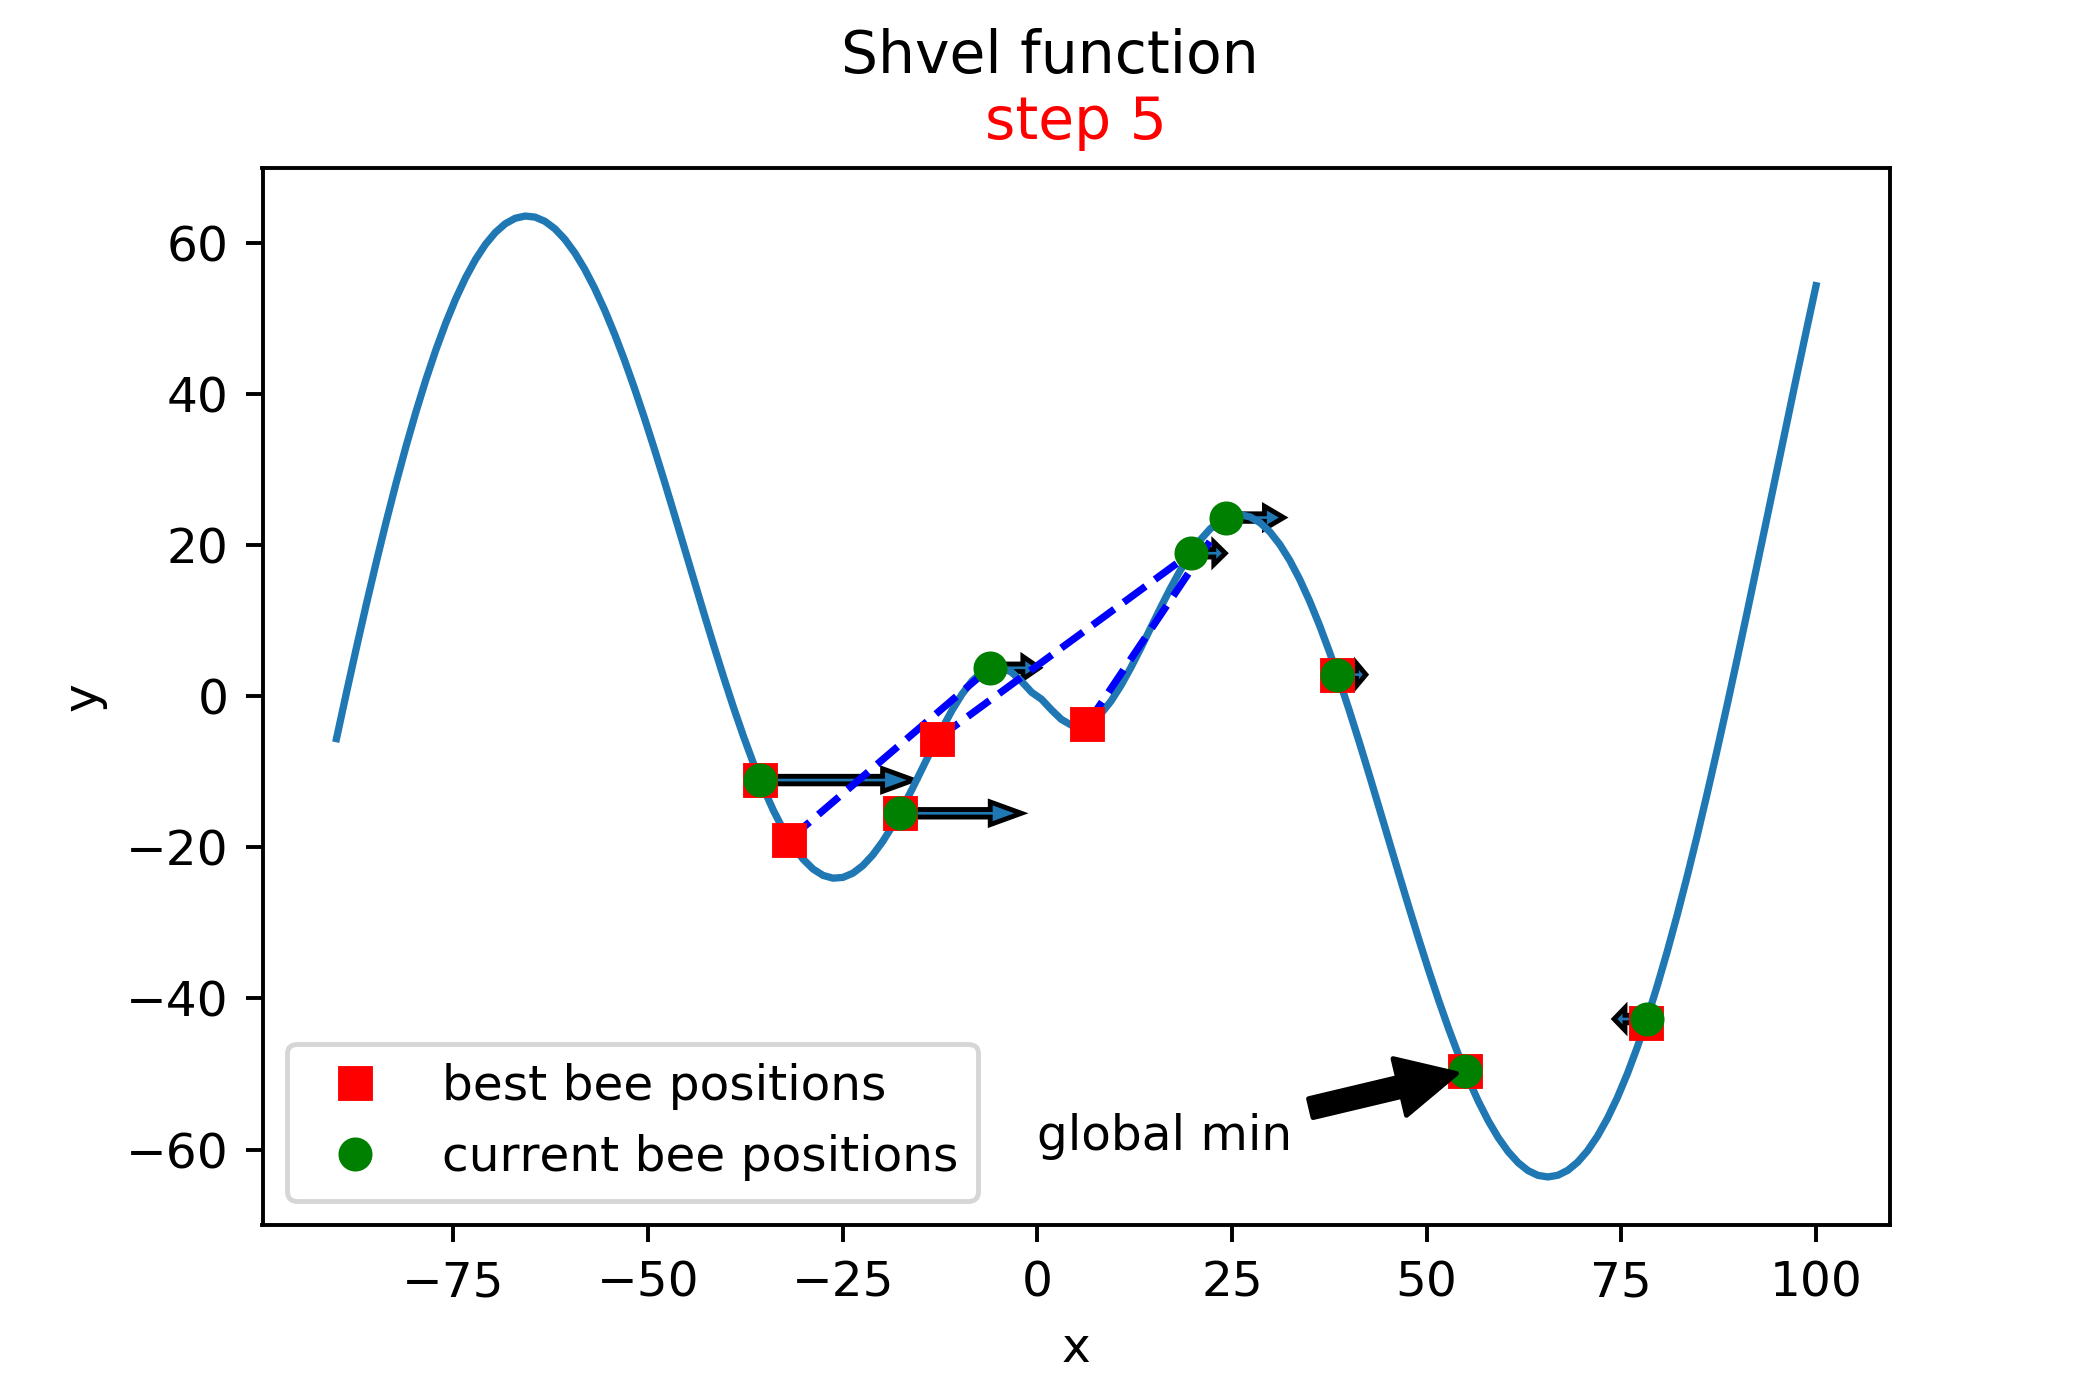 Shvel function
step 5
60
40
20
0
−20
−40
−60
y
global min
best bee positions
current bee positions
−75 −50 −25 0 25 50 75 100
x